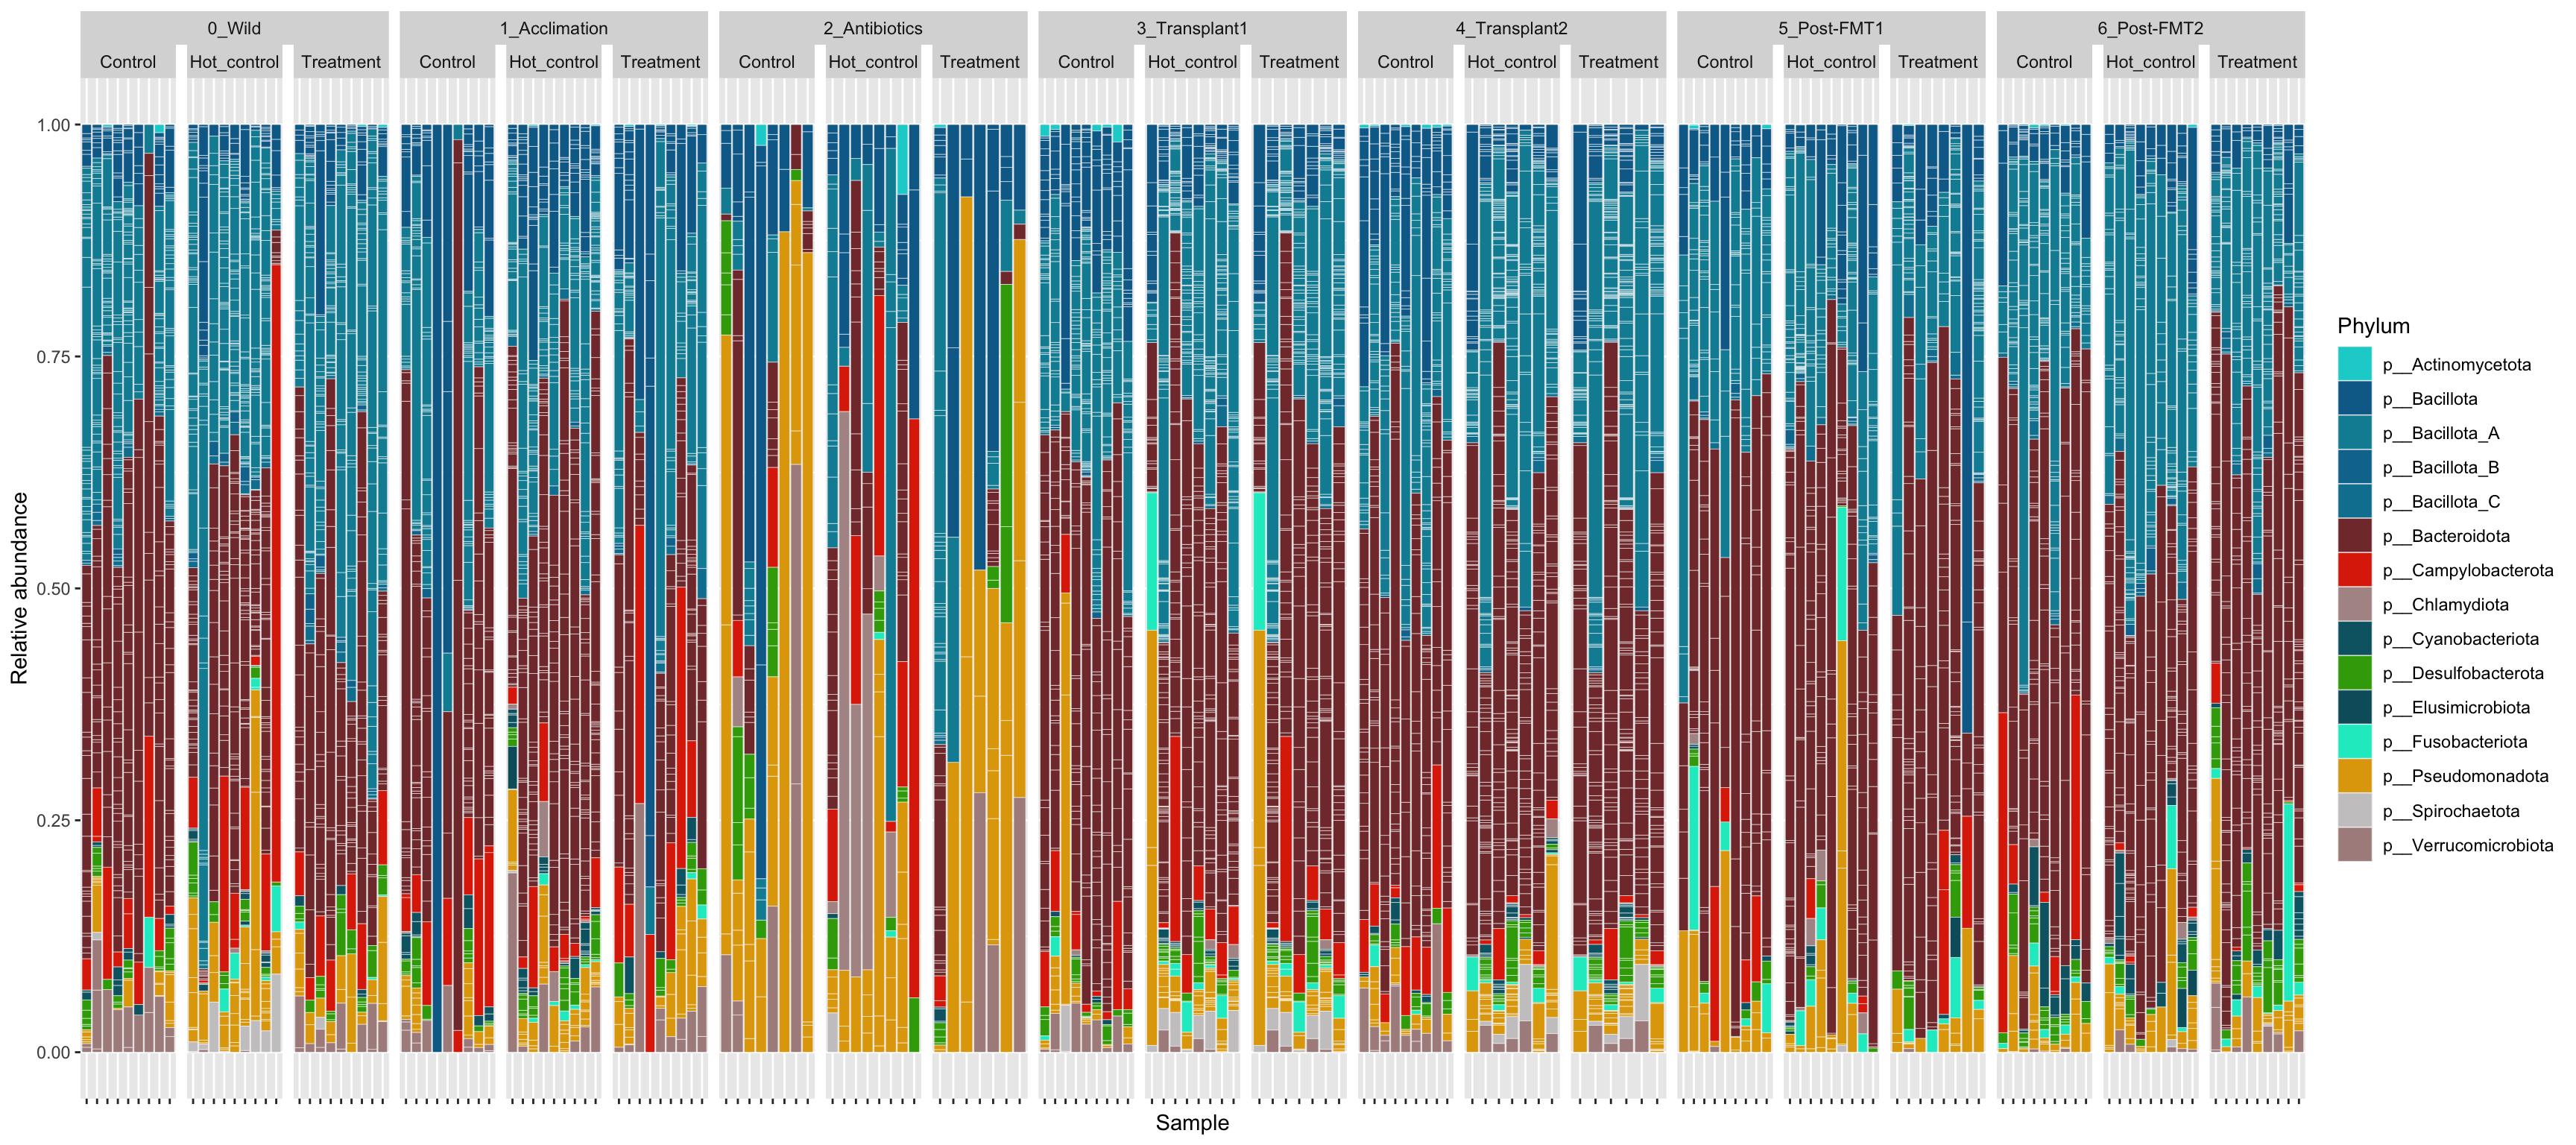 0_Wild 1_Acclimation 2_Antibiotics 3_Transplant1 4_Transplant2 5_Post-FMT1 6_Post-FMT2
Control Hot_control Treatment Control Hot_control Treatment Control Hot_control Treatment Control Hot_control Treatment Control Hot_control Treatment Control Hot_control Treatment Control Hot_control Treatment
1.00
0.75
0.50
0.25
0.00
Relative abundance
Sample
Phylum
p__Actinomycetota
p__Bacillota
p__Bacillota_A
p__Bacillota_B
p__Bacillota_C
p__Bacteroidota
p__Campylobacterota
p__Chlamydiota
p__Cyanobacteriota
p__Desulfobacterota
p__Elusimicrobiota
p__Fusobacteriota
p__Pseudomonadota
p__Spirochaetota
p__Verrucomicrobiota